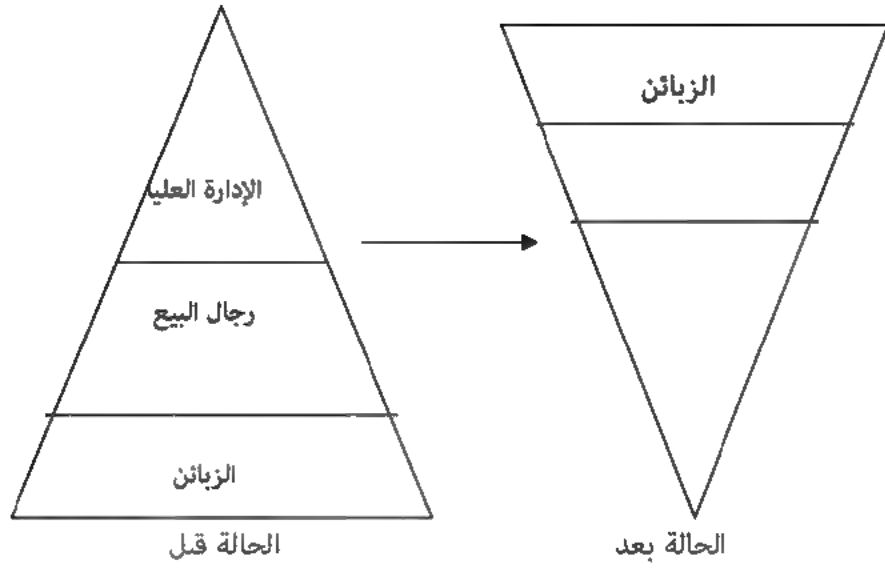 الزبائن
الإدارة العليا
رجال البيع
الزبائن
الحالة بعد
الحالة قبل